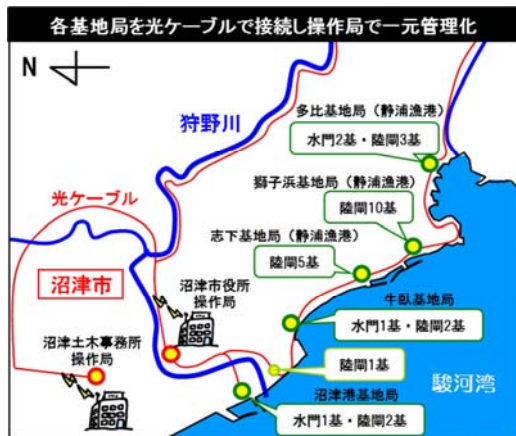 各基地局を光ケーブルで接続し操作局で一元管理化
N
狩野川
多比基地局（静浦漁港）
水門2基・陸閘3基
獅子浜基地局（静浦漁港）
陸閘10基
光ケーブル
志下基地局（静浦漁港）
陸閘5基
沼津市
沼津市役所
操作局
牛臥基地局
水門1基・陸閘2基
沼津土木事務所
操作局
陸閘1基
駿河湾
沼津港基地局
水門1基・陸閘2基